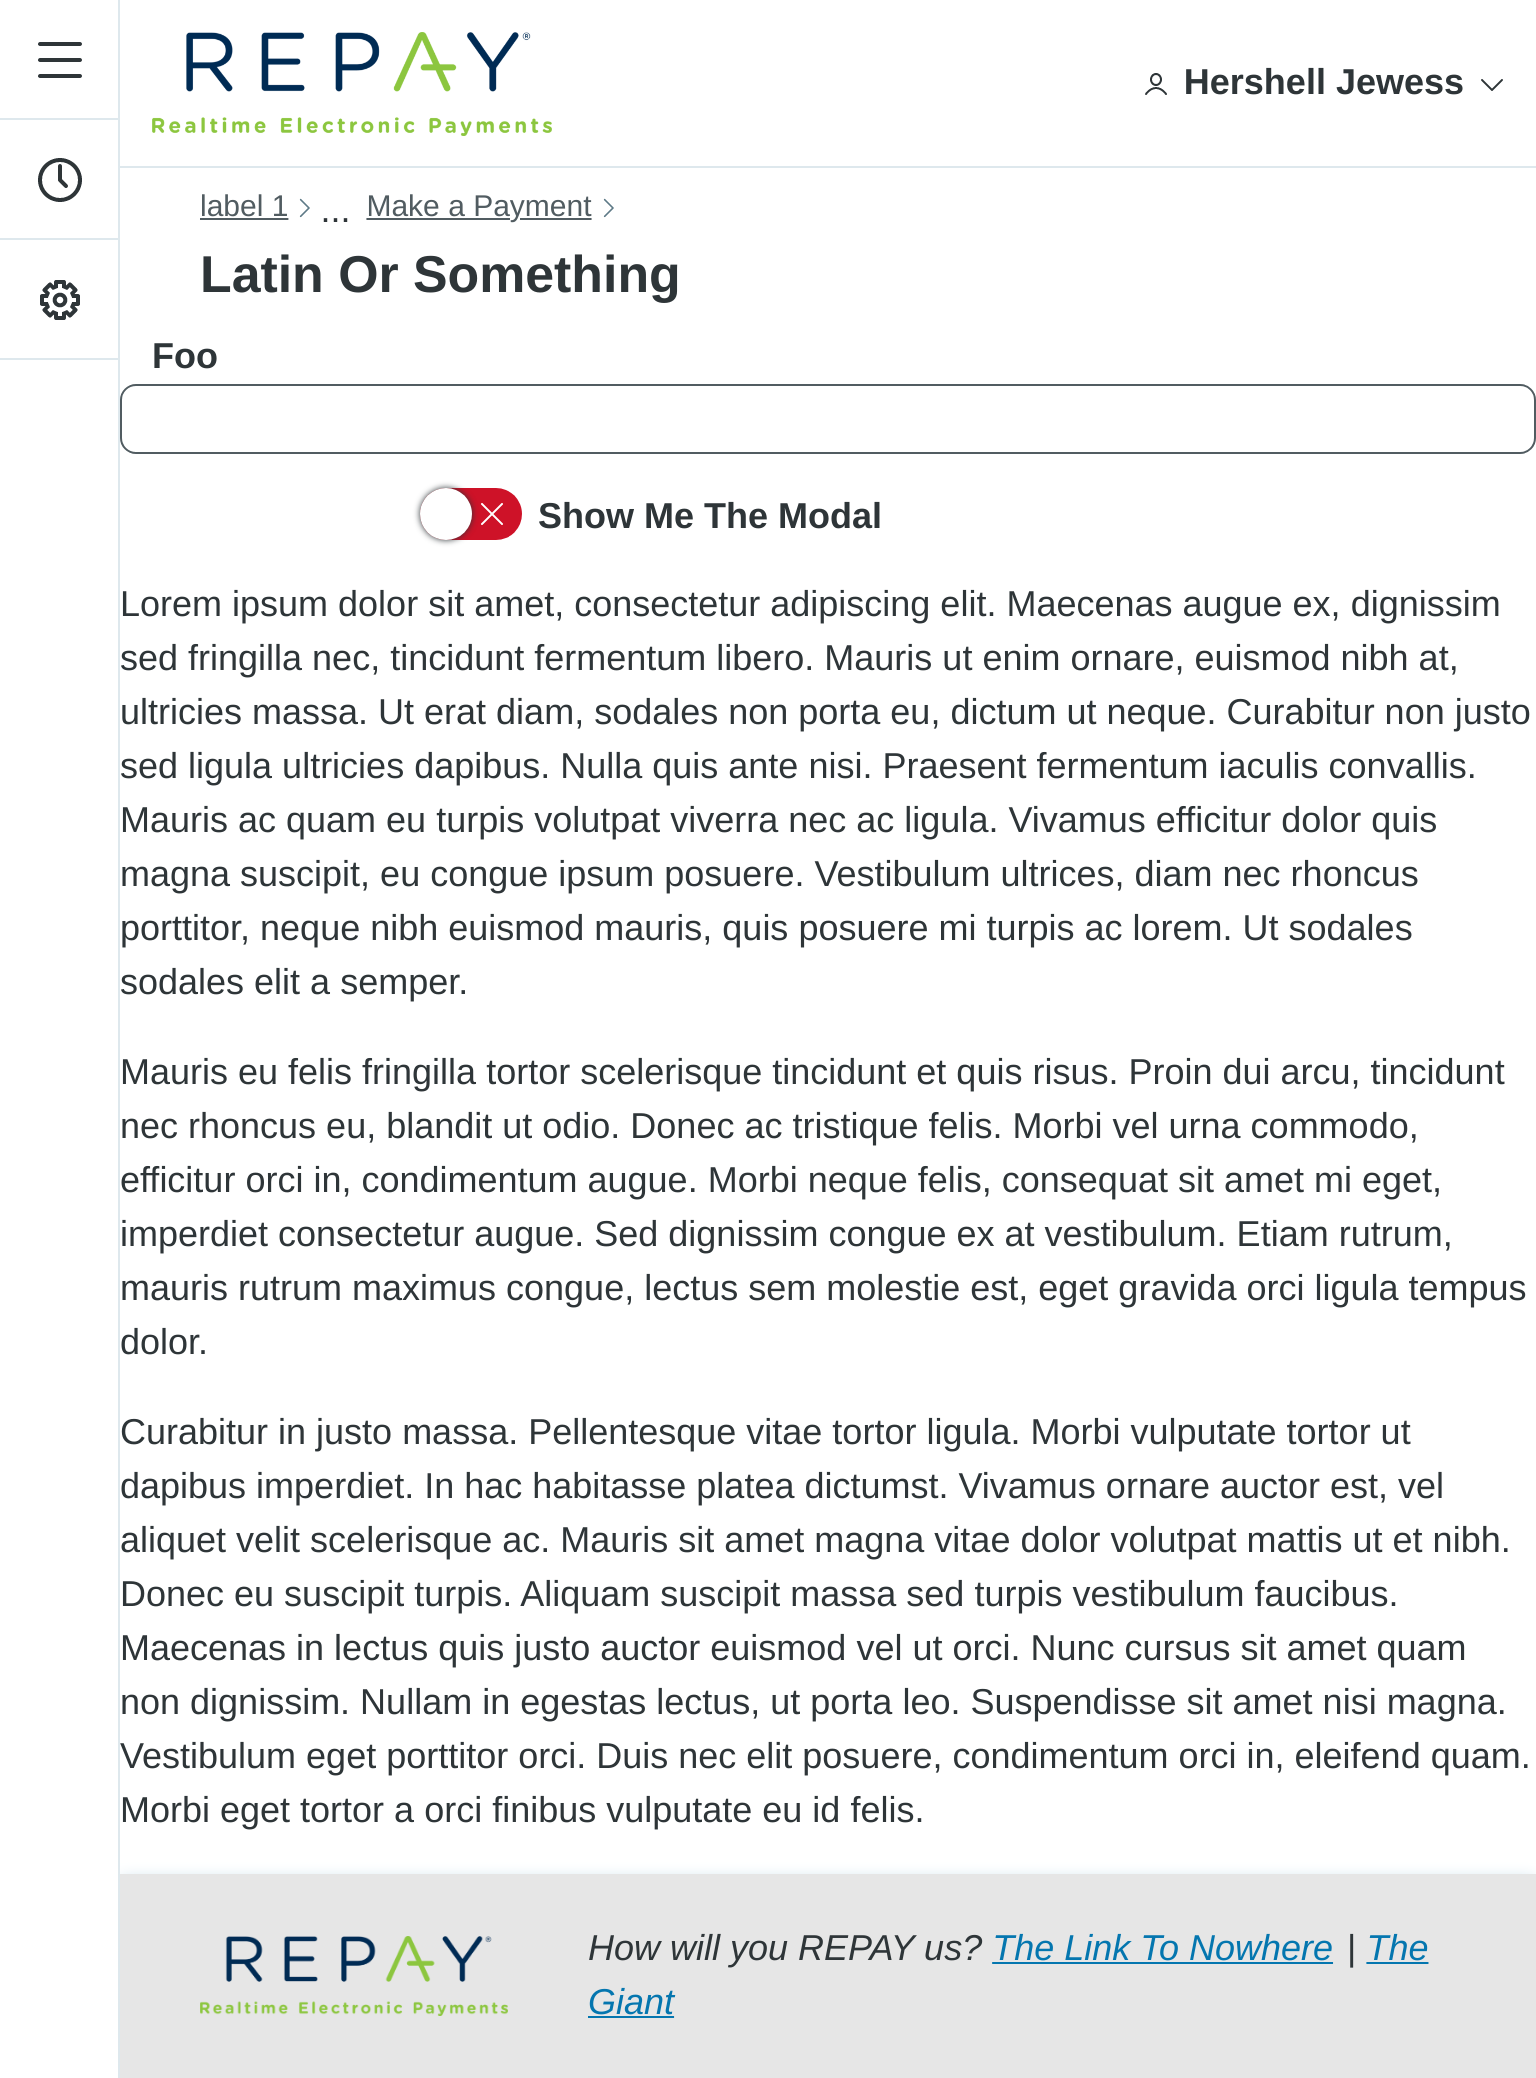 REPAY®
Realtime Electronic Payments
Hershell Jewess
label 1 ... Make a Payment
Latin Or Something
Foo
Show Me The Modal
Lorem ipsum dolor sit amet, consectetur adipiscing elit. Maecenas augue ex, dignissim
sed fringilla nec, tincidunt fermentum libero. Mauris ut enim ornare, euismod nibh at,
ultricies massa. Ut erat diam, sodales non porta eu, dictum ut neque. Curabitur non justo
sed ligula ultricies dapibus. Nulla quis ante nisi. Praesent fermentum iaculis convallis.
Mauris ac quam eu turpis volutpat viverra nec ac ligula. Vivamus efficitur dolor quis
magna suscipit, eu congue ipsum posuere. Vestibulum ultrices, diam nec rhoncus
porttitor, neque nibh euismod mauris, quis posuere mi turpis ac lorem. Ut sodales
sodales elit a semper.
Mauris eu felis fringilla tortor scelerisque tincidunt et quis risus. Proin dui arcu, tincidunt
nec rhoncus eu, blandit ut odio. Donec ac tristique felis. Morbi vel urna commodo,
efficitur orci in, condimentum augue. Morbi neque felis, consequat sit amet mi eget,
imperdiet consectetur augue. Sed dignissim congue ex at vestibulum. Etiam rutrum,
mauris rutrum maximus congue, lectus sem molestie est, eget gravida orci ligula tempus
dolor.
Curabitur in justo massa. Pellentesque vitae tortor ligula. Morbi vulputate tortor ut
dapibus imperdiet. In hac habitasse platea dictumst. Vivamus ornare auctor est, vel
aliquet velit scelerisque ac. Mauris sit amet magna vitae dolor volutpat mattis ut et nibh.
Donec eu suscipit turpis. Aliquam suscipit massa sed turpis vestibulum faucibus.
Maecenas in lectus quis justo auctor euismod vel ut orci. Nunc cursus sit amet quam
non dignissim. Nullam in egestas lectus, ut porta leo. Suspendisse sit amet nisi magna.
Vestibulum eget porttitor orci. Duis nec elit posuere, condimentum orci in, eleifend quam.
Morbi eget tortor a orci finibus vulputate eu id felis.
REPAY®
Realtime Electronic Payments
How will you REPAY us? The Link To Nowhere | The
Giant